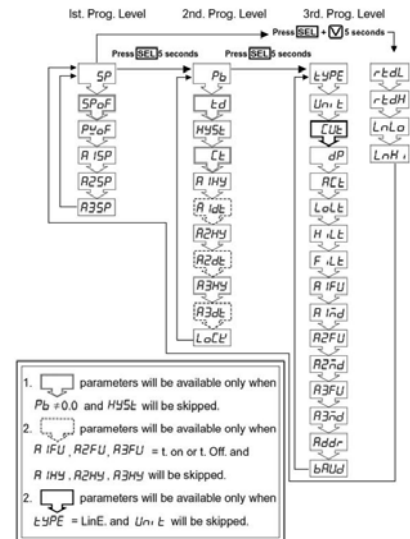 Ist. Prog. Level
2nd. Prog. Level
3rd. Prog. Level
Press SEL + V 5 seconds
Press SEL 5 seconds
Press SEL 5 seconds
SP
SPoF
PvoF
A1SP
A2SP
A3SP
Pb
td
HYSt
Ct
A1HY
A1dt
A2HY
A2dt
A3HY
A3dt
LoCk
tYPE
Unit
CUt
dP
ACt
LoLt
HiLt
FiLt
A1FU
A1md
A2FU
A2md
A3FU
A3md
Addr
bAUd
rtdL
rtdH
LnLo
LnHi
1. parameters will be available only when
Pb ≠ 0.0 and HYSt will be skipped.
2. parameters will be available only when
A1FU, A2FU, A3FU = t. on or t. Off. and
A1HY, A2HY, A3HY will be skipped.
2. parameters will be available only when
tYPE = LinE. and Unit will be skipped.